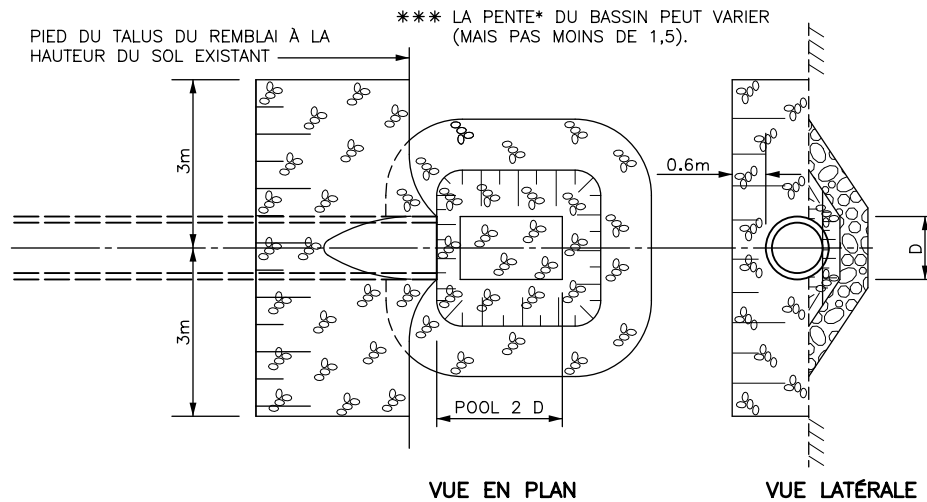 *** LA PENTE* DU BASSIN PEUT VARIER
(MAIS PAS MOINS DE 1,5).
PIED DU TALUS DU REMBLAI À LA
HAUTEUR DU SOL EXISTANT
3m
0.6m
D
3m
POOL 2 D
VUE EN PLAN
VUE LATÉRALE